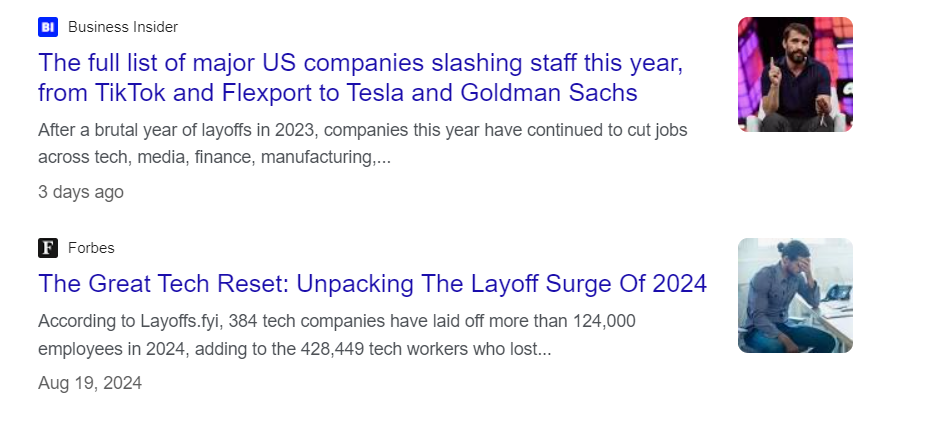 BI Business Insider
The full list of major US companies slashing staff this year,
from TikTok and Flexport to Tesla and Goldman Sachs
After a brutal year of layoffs in 2023, companies this year have continued to cut jobs
across tech, media, finance, manufacturing,...
3 days ago
F Forbes
The Great Tech Reset: Unpacking The Layoff Surge Of 2024
According to Layoffs.fyi, 384 tech companies have laid off more than 124,000
employees in 2024, adding to the 428,449 tech workers who lost...
Aug 19, 2024